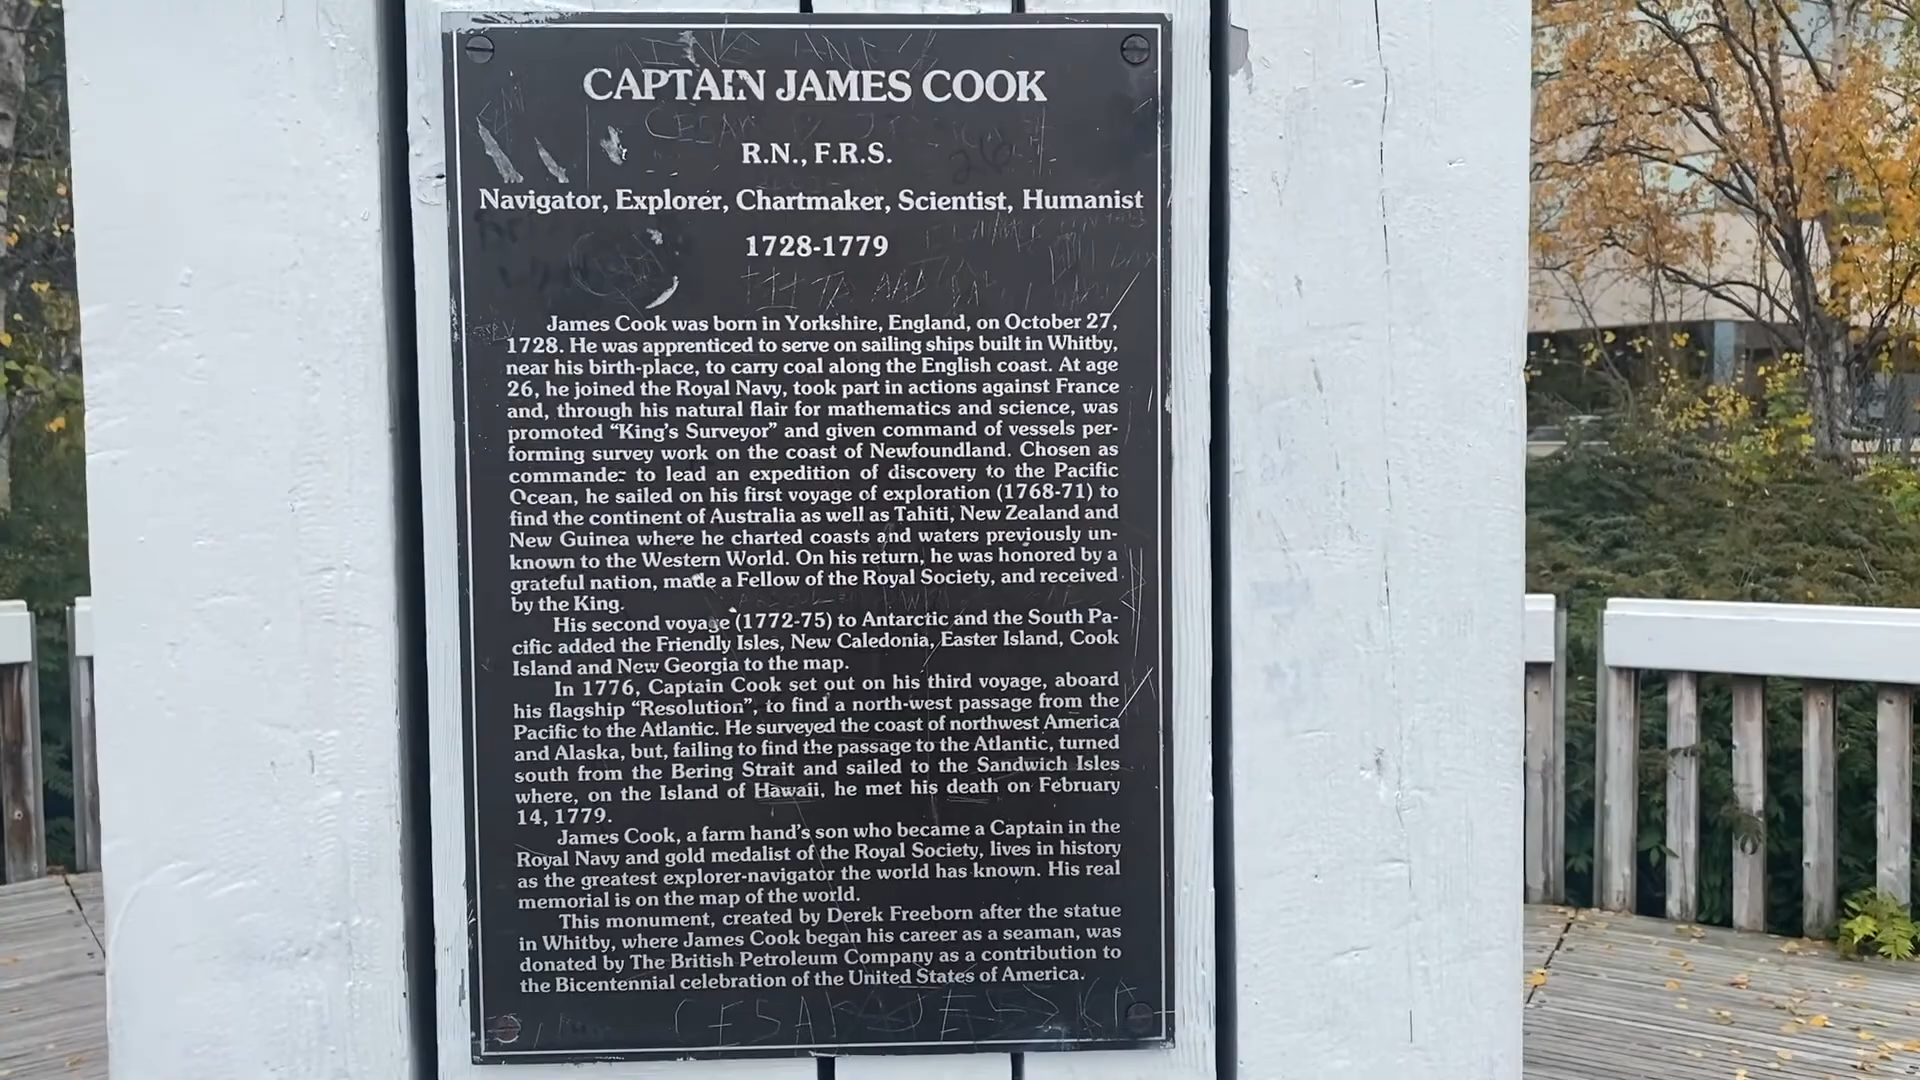 CAPTAIN JAMES COOK
R.N., F.R.S.
Navigator, Explorer, Chartmaker, Scientist, Humanist
1728-1779
James Cook was born in Yorkshire, England, on October 27,
1728. He was apprenticed to serve on sailing ships built in Whitby,
near his birth-place, to carry coal along the English coast. At age
26, he joined the Royal Navy, took part in actions against France
and, through his natural flair for mathematics and science, was
promoted “King's Surveyor” and given command of vessels per-
forming survey work on the coast of Newfoundland. Chosen as
commander to lead an expedition of discovery to the Pacific
Ocean, he sailed on his first voyage of exploration (1768-71) to
find the continent of Australia as well as Tahiti, New Zealand and
New Guinea where he charted coasts and waters previously un-
known to the Western World. On his return, he was honored by a
grateful nation, made a Fellow of the Royal Society, and received
by the King.
His second voyage (1772-75) to Antarctic and the South Pa-
cific added the Friendly Isles, New Caledonia, Easter Island, Cook
Island and New Georgia to the map.
In 1776, Captain Cook set out on his third voyage, aboard
his flagship “Resolution”, to find a north-west passage from the
Pacific to the Atlantic. He surveyed the coast of northwest America
and Alaska, but, failing to find the passage to the Atlantic, turned
south from the Bering Strait and sailed to the Sandwich Isles
where, on the Island of Hawaii, he met his death on February
14, 1779.
James Cook, a farm hand's son who became a Captain in the
Royal Navy and gold medalist of the Royal Society, lives in history
as the greatest explorer-navigator the world has known. His real
memorial is on the map of the world.
This monument, created by Derek Freeborn after the statue
in Whitby, where James Cook began his career as a seaman, was
donated by The British Petroleum Company as a contribution to
the Bicentennial celebration of the United States of America.